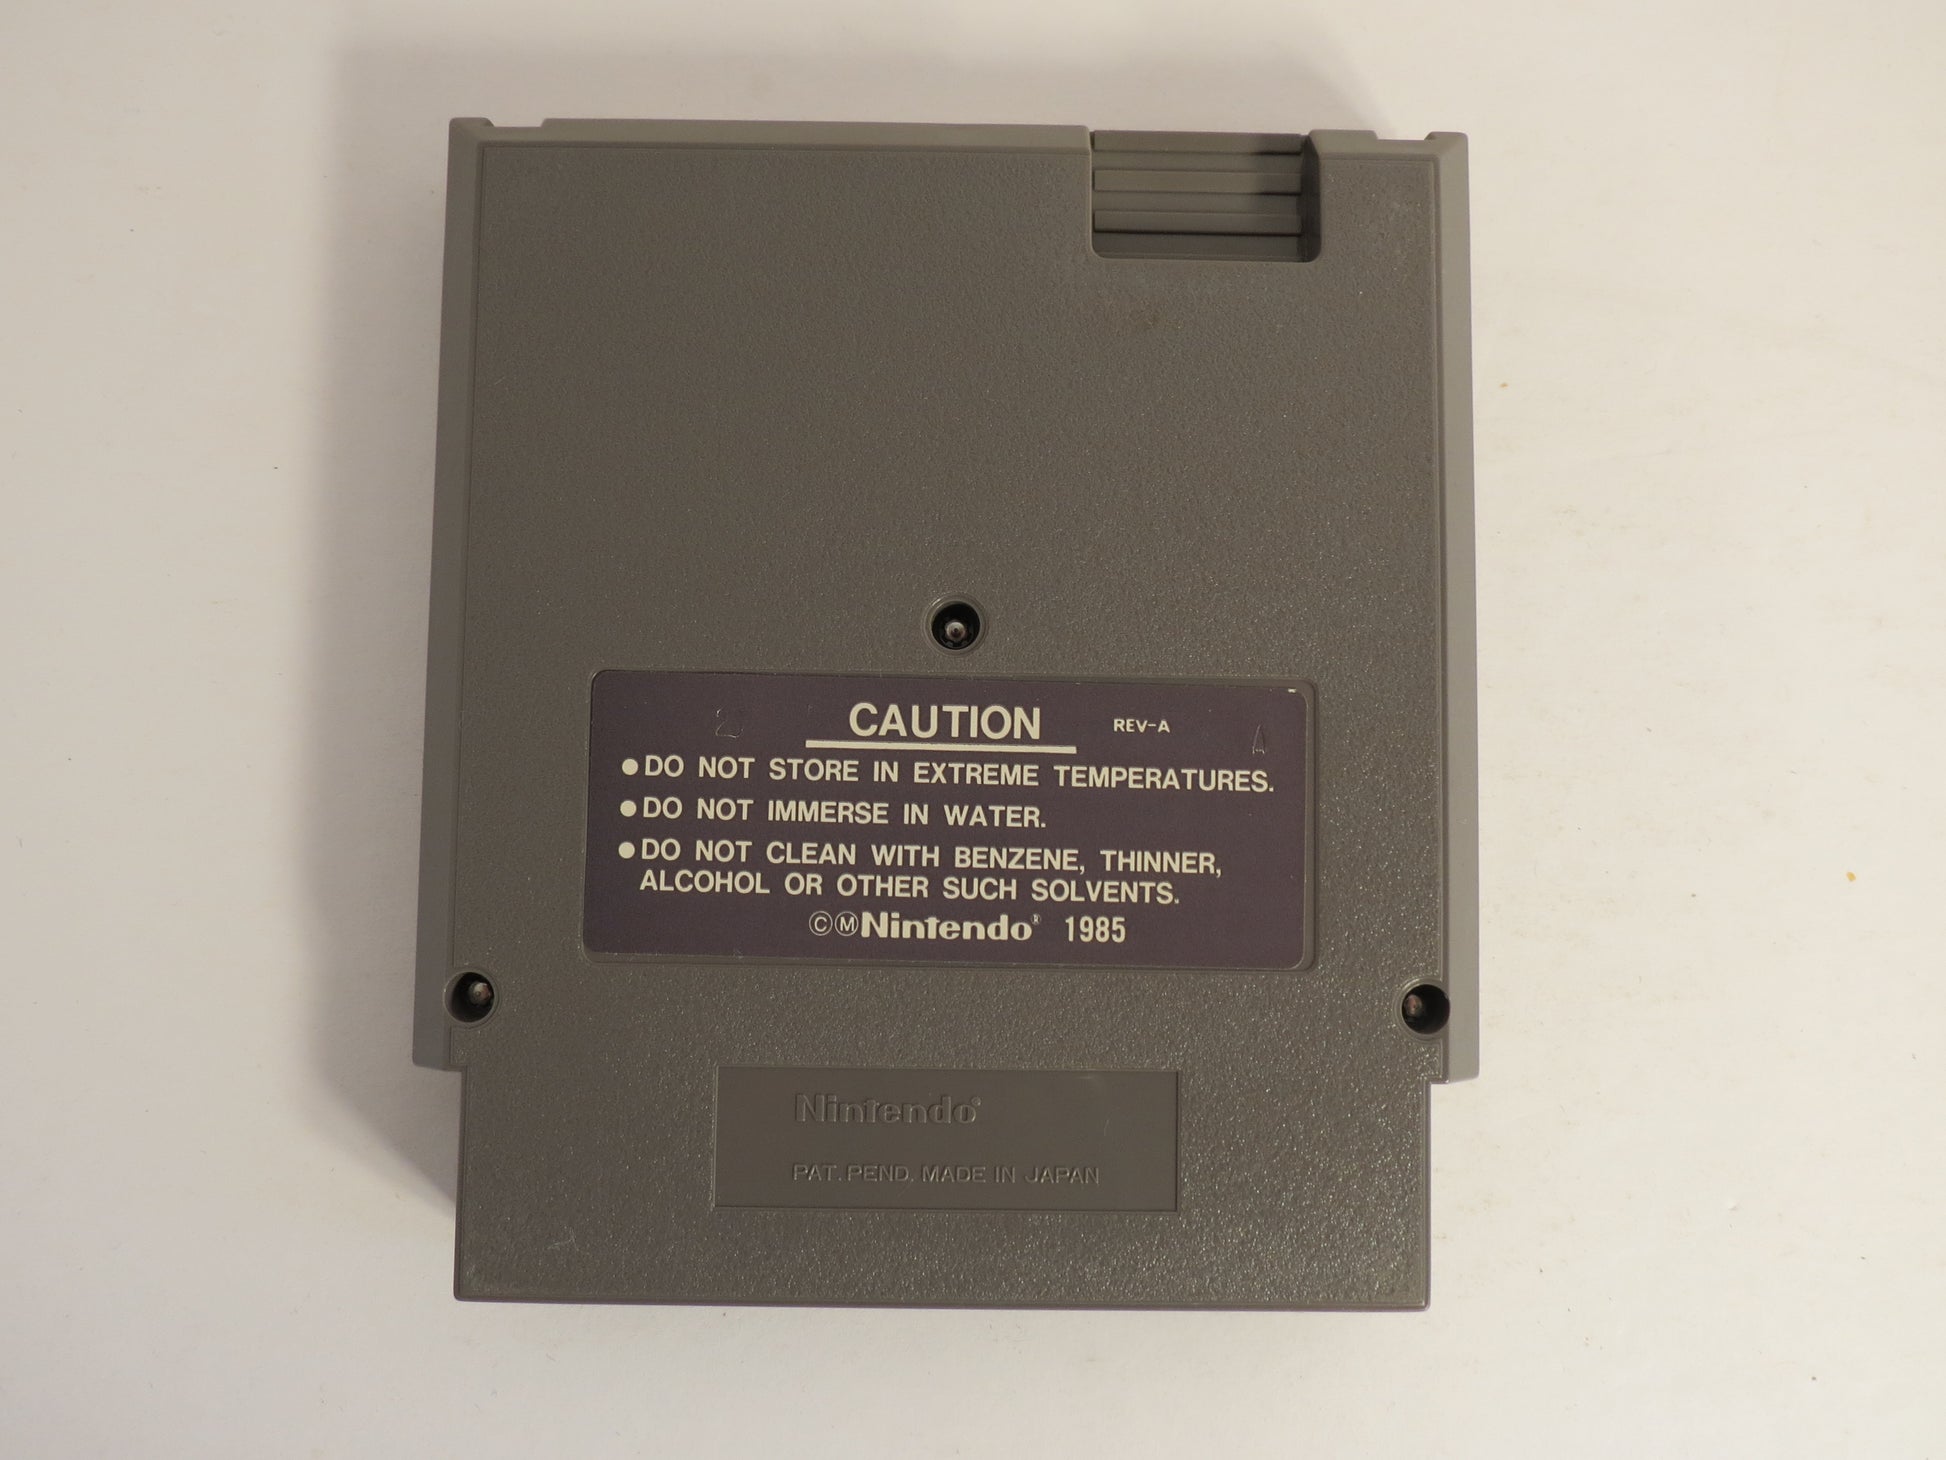 CAUTION REV-A
●DO NOT STORE IN EXTREME TEMPERATURES.
●DO NOT IMMERSE IN WATER.
●DO NOT CLEAN WITH BENZENE, THINNER,
ALCOHOL OR OTHER SUCH SOLVENTS.
ⒸⓂNintendo® 1985
Nintendo®
PAT. PEND. MADE IN JAPAN